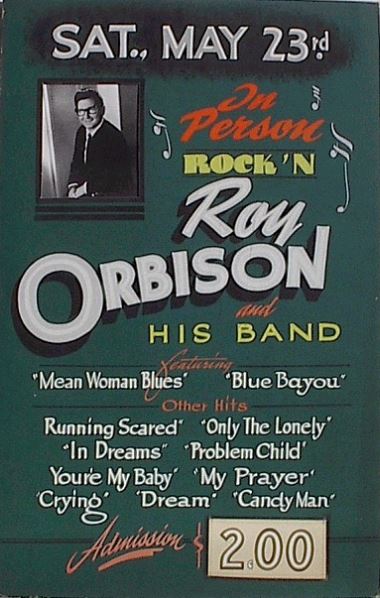 SAT., MAY 23rd.
In
Person
ROCK 'N
Roy
ORBISON
and
HIS BAND
featuring
"Mean Woman Blues" "Blue Bayou"
Other Hits
Running Scared" "Only The Lonely"
"In Dreams" "Problem Child"
You're My Baby" "My Prayer"
"Crying" "Dream" "Candy Man"
Admission $ 2.00